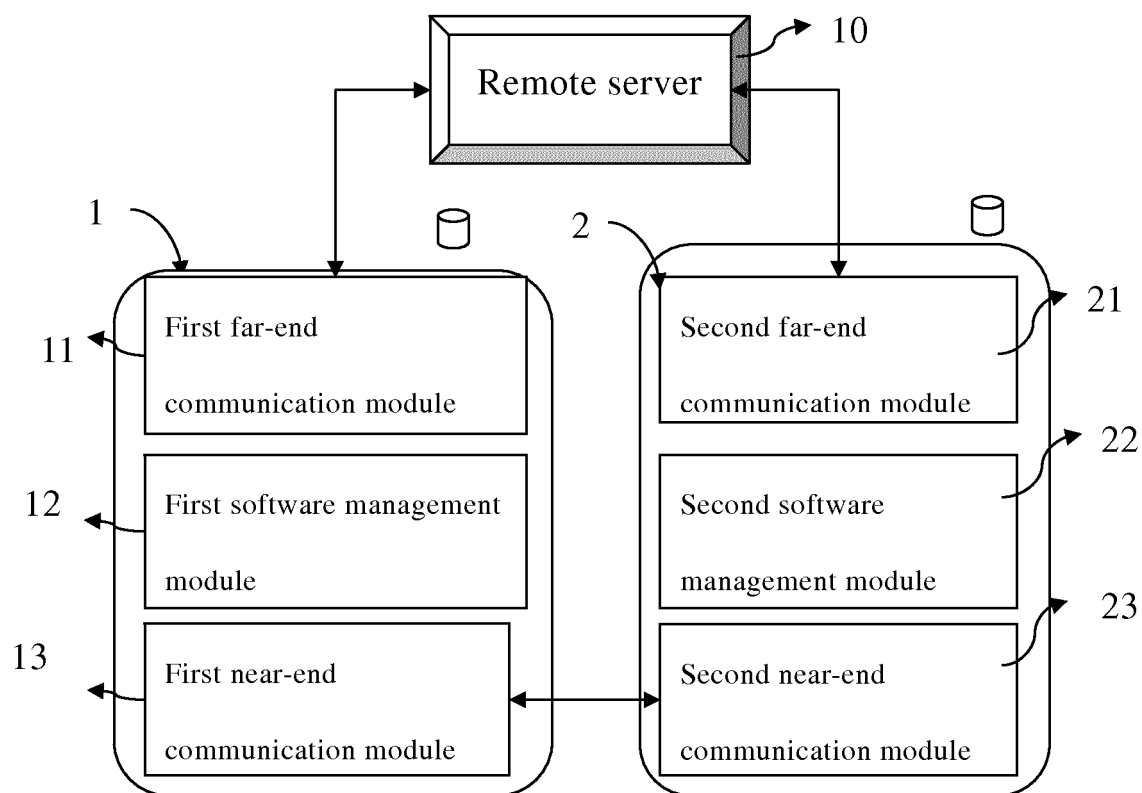 10
Remote server
1
2
First far-end
communication module
11
Second far-end
communication module
21
First software management
module
12
Second software
management module
22
First near-end
communication module
13
Second near-end
communication module
23